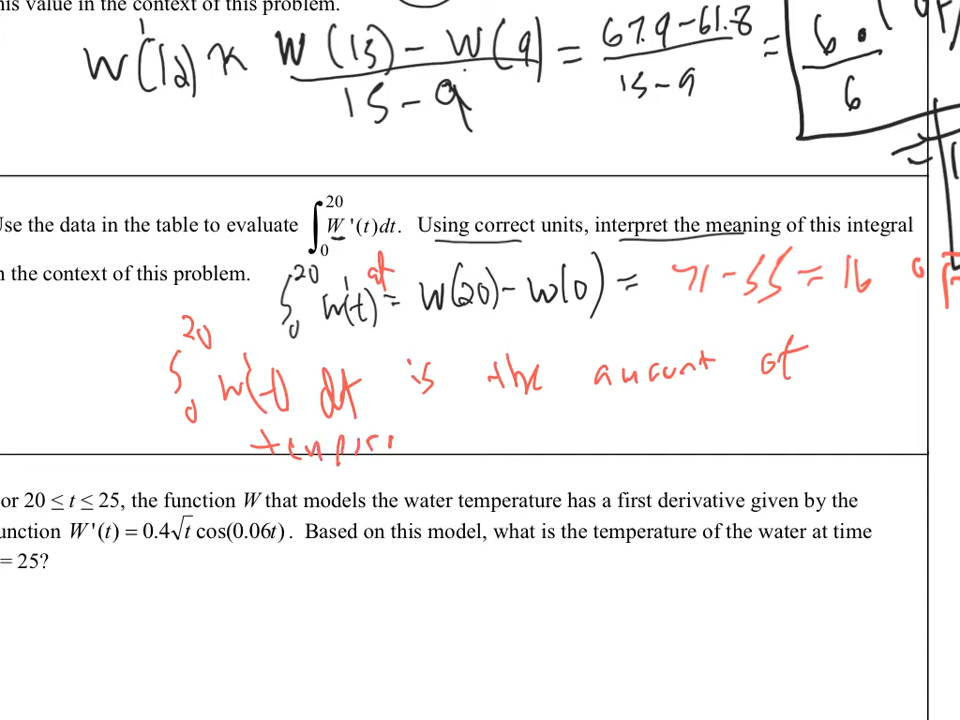 his value in the context of this problem.
W'(12) ≈ W(15) - W(9) / 15 - 9 = 67.9 - 61.8 / 15 - 9 = 6.1 / 6
Use the data in the table to evaluate ∫₀²⁰ W'(t)dt. Using correct units, interpret the meaning of this integral
n the context of this problem.
∫₀²⁰ W'(t) dt = W(20) - W(0) = 71 - 55 = 16
∫₀²⁰ W'(t) dt is the amount of
temper
or 20 ≤ t ≤ 25, the function W that models the water temperature has a first derivative given by the
unction W'(t) = 0.4√t cos(0.06t). Based on this model, what is the temperature of the water at time
= 25?